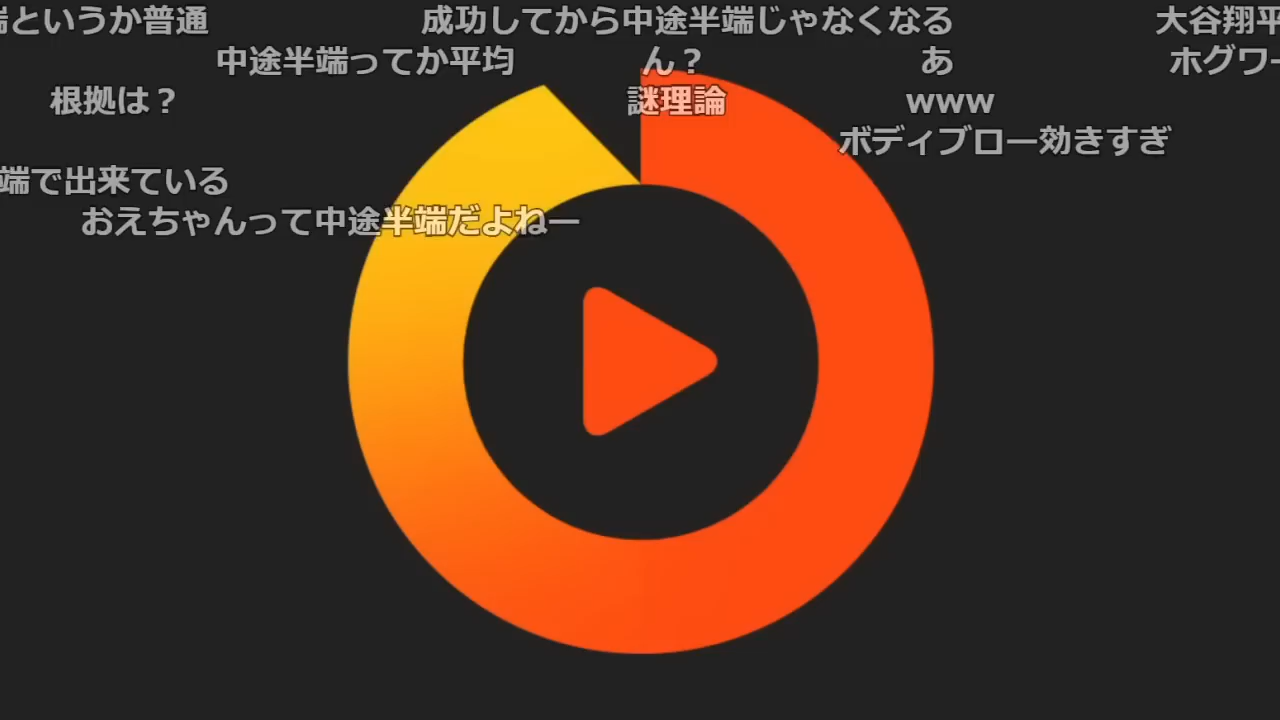 端というか普通 成功してから中途半端じゃなくなる 大谷翔平
中途半端ってか平均 ん？ あ ホグワー
根拠は？ 謎理論 www
ボディブロー効きすぎ
端で出来ている
おえちゃんって中途半端だよねー